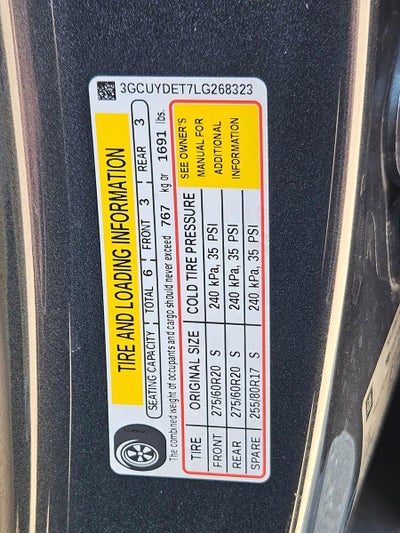 3GCUYDET7LG268323
TIRE AND LOADING INFORMATION
SEATING CAPACITY TOTAL 6 FRONT 3 REAR 3
The combined weight of occupants and cargo should never exceed 767 kg or 1691 lbs.
TIRE ORIGINAL SIZE COLD TIRE PRESSURE SEE OWNER'S
FRONT 275/60R20 S 240 kPa, 35 PSI MANUAL FOR
REAR 275/60R20 S 240 kPa, 35 PSI ADDITIONAL
SPARE 255/80R17 S 240 kPa, 35 PSI INFORMATION